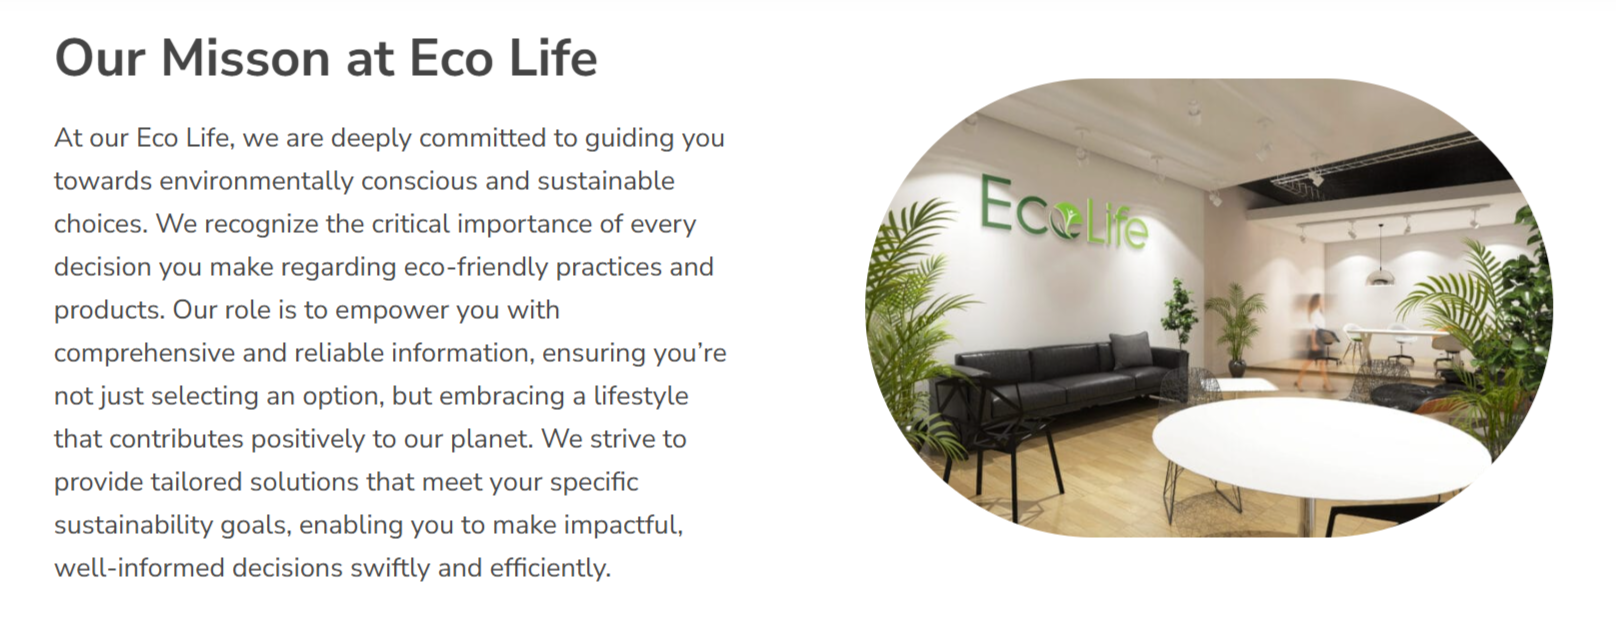 Our Misson at Eco Life
At our Eco Life, we are deeply committed to guiding you
towards environmentally conscious and sustainable
choices. We recognize the critical importance of every
decision you make regarding eco-friendly practices and
products. Our role is to empower you with
comprehensive and reliable information, ensuring you’re
not just selecting an option, but embracing a lifestyle
that contributes positively to our planet. We strive to
provide tailored solutions that meet your specific
sustainability goals, enabling you to make impactful,
well-informed decisions swiftly and efficiently.
EcoLife